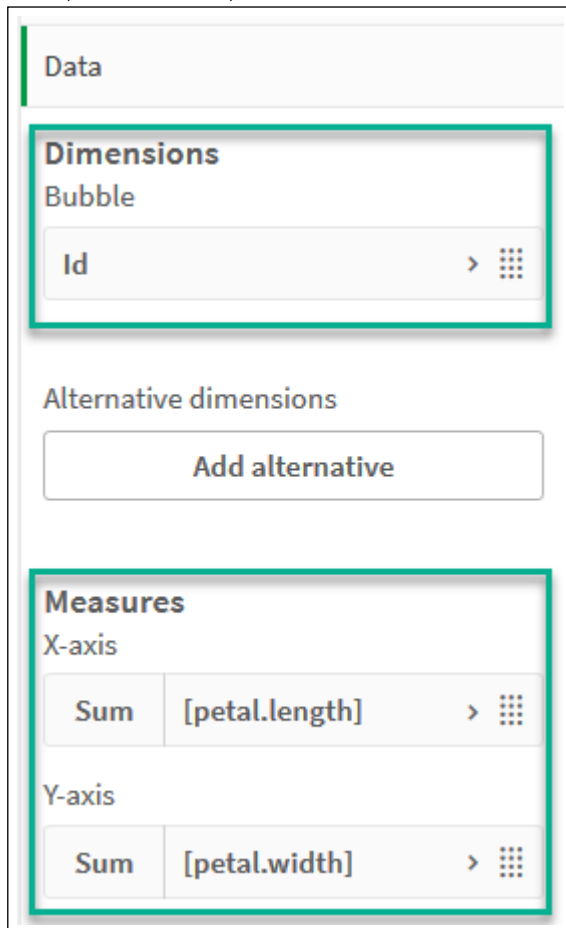 Data
Dimensions
Bubble
Id
Alternative dimensions
Add alternative
Measures
X-axis
Sum [petal.length]
Y-axis
Sum [petal.width]